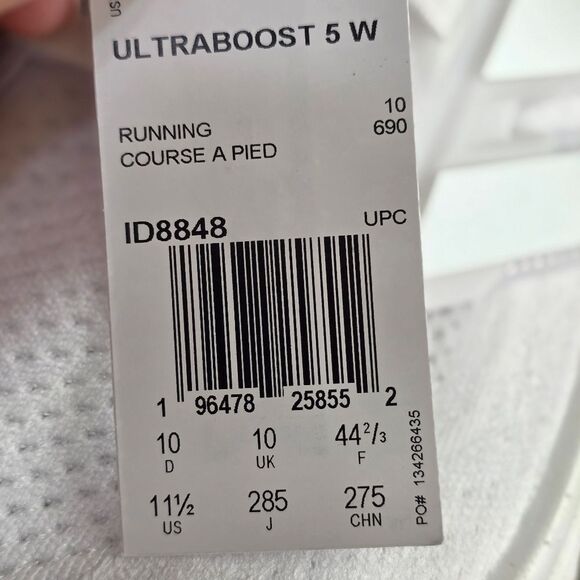 US
ULTRABOOST 5 W
10
RUNNING 690
COURSE A PIED
ID8848 UPC
1 96478 25855 2
10 10 44²/₃
D UK F
11½ 285 275
US J CHN
PO# 134266435